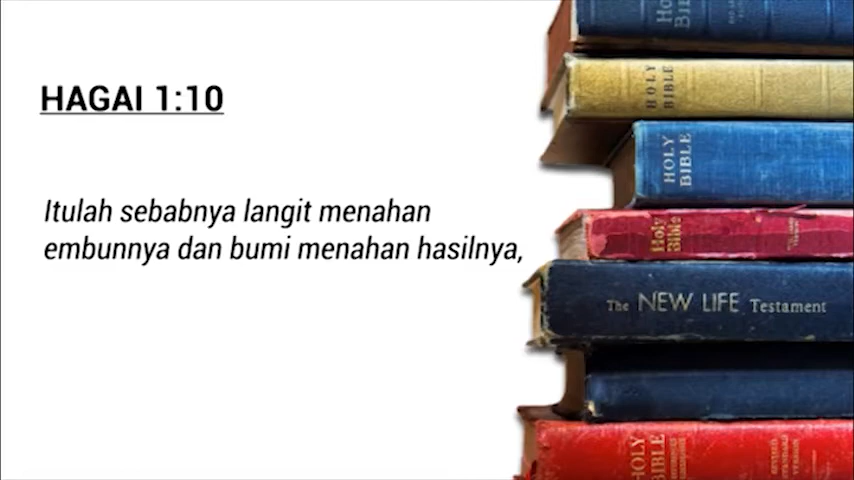 HAGAI 1:10
Itulah sebabnya langit menahan
embunnya dan bumi menahan hasilnya,
HOLY
BIBLE
HOLY
BIBLE
HOLY
BIBLE
Holy
Bible
The NEW LIFE Testament
HOLY
BIBLE